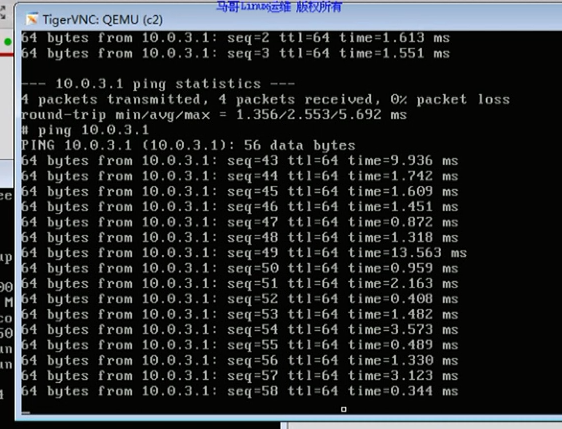 马哥Linux运维 版权所有
TigerVNC: QEMU (c2)
64 bytes from 10.0.3.1: seq=2 ttl=64 time=1.613 ms
64 bytes from 10.0.3.1: seq=3 ttl=64 time=1.551 ms
--- 10.0.3.1 ping statistics ---
4 packets transmitted, 4 packets received, 0% packet loss
round-trip min/avg/max = 1.356/2.553/5.692 ms
# ping 10.0.3.1
PING 10.0.3.1 (10.0.3.1): 56 data bytes
64 bytes from 10.0.3.1: seq=43 ttl=64 time=9.936 ms
64 bytes from 10.0.3.1: seq=44 ttl=64 time=1.742 ms
64 bytes from 10.0.3.1: seq=45 ttl=64 time=1.609 ms
64 bytes from 10.0.3.1: seq=46 ttl=64 time=1.451 ms
64 bytes from 10.0.3.1: seq=47 ttl=64 time=0.872 ms
64 bytes from 10.0.3.1: seq=48 ttl=64 time=1.318 ms
64 bytes from 10.0.3.1: seq=49 ttl=64 time=13.563 ms
64 bytes from 10.0.3.1: seq=50 ttl=64 time=0.959 ms
64 bytes from 10.0.3.1: seq=51 ttl=64 time=2.163 ms
64 bytes from 10.0.3.1: seq=52 ttl=64 time=0.408 ms
64 bytes from 10.0.3.1: seq=53 ttl=64 time=1.482 ms
64 bytes from 10.0.3.1: seq=54 ttl=64 time=3.573 ms
64 bytes from 10.0.3.1: seq=55 ttl=64 time=0.489 ms
64 bytes from 10.0.3.1: seq=56 ttl=64 time=1.330 ms
64 bytes from 10.0.3.1: seq=57 ttl=64 time=3.123 ms
64 bytes from 10.0.3.1: seq=58 ttl=64 time=0.344 ms